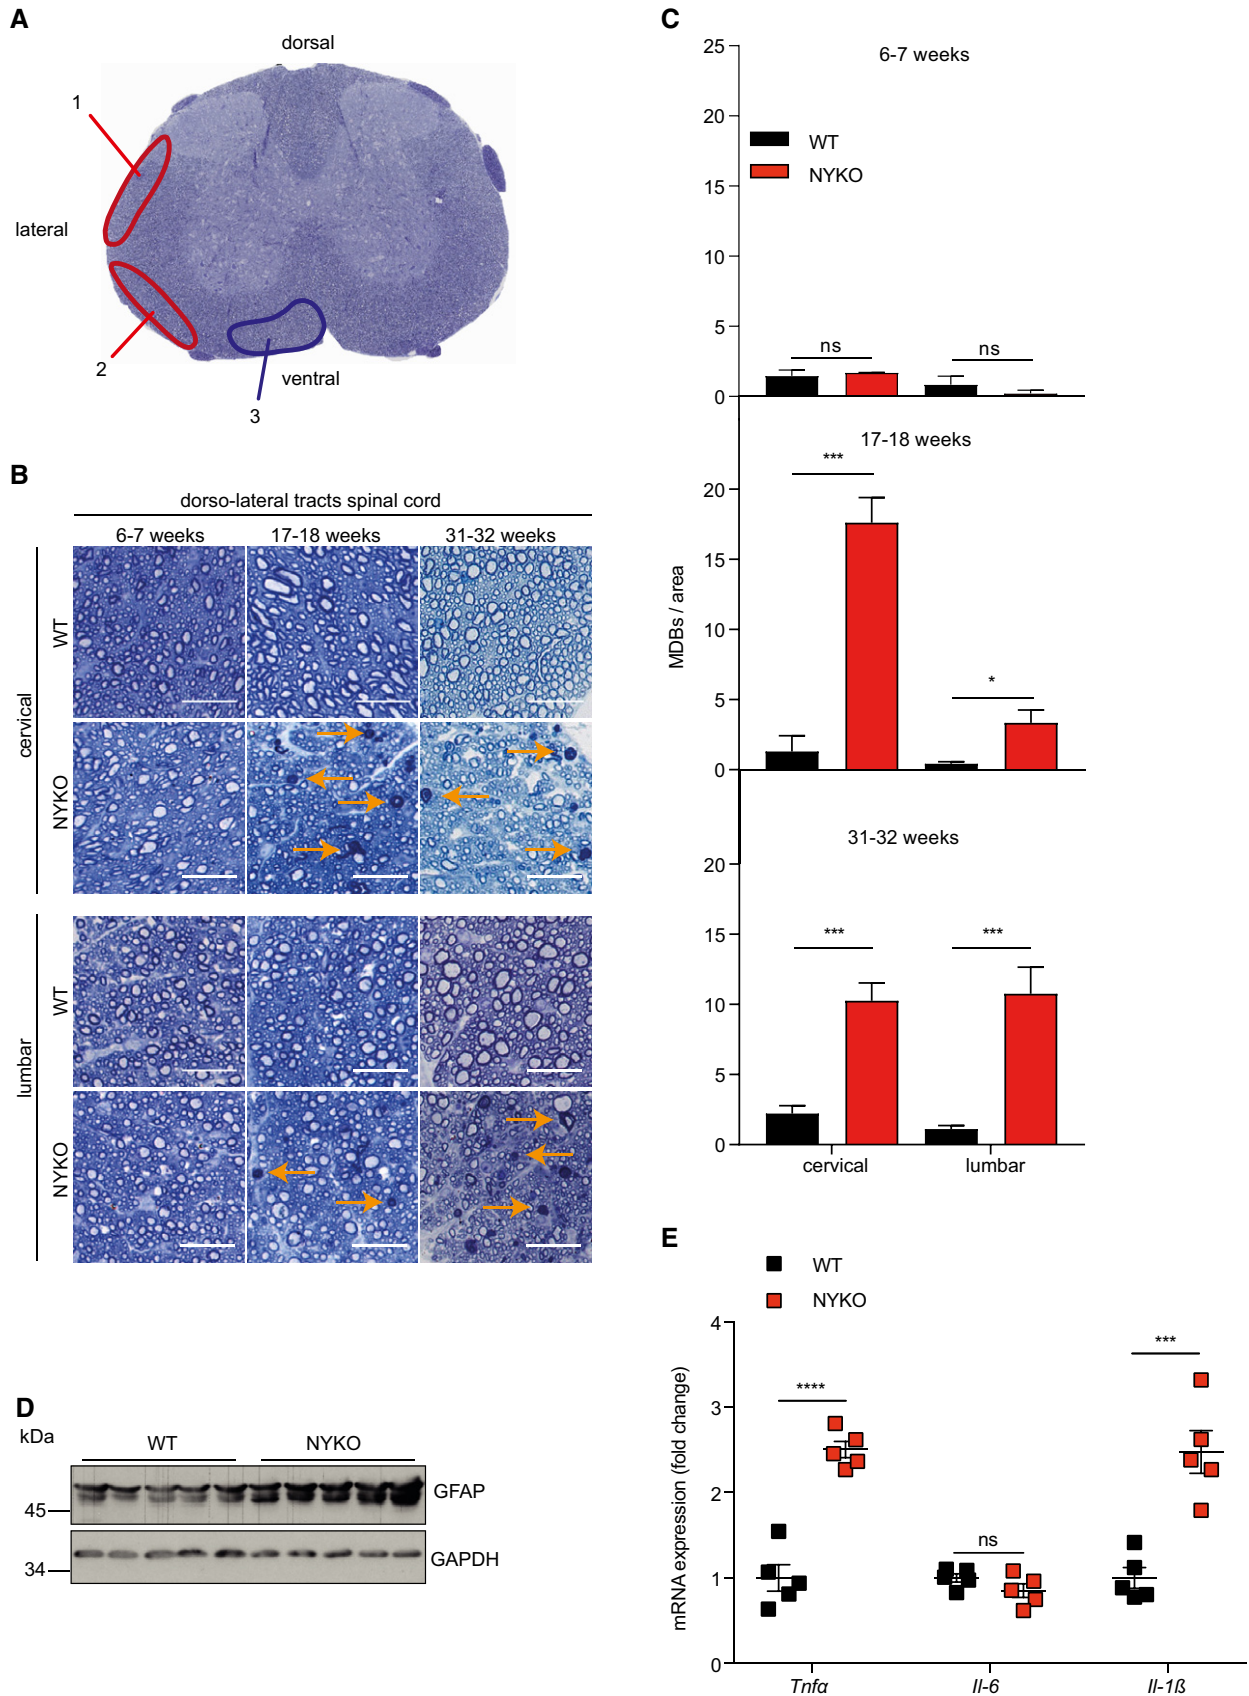 A
dorsal
1
lateral
2
ventral
3
B
dorso-lateral tracts spinal cord
6-7 weeks 17-18 weeks 31-32 weeks
cervical
WT
NYKO
lumbar
WT
NYKO
C
6-7 weeks
WT
NYKO
25
20
15
10
5
0
ns ns
17-18 weeks
*** *
20
15
10
5
0
MDBs / area
31-32 weeks
*** ***
20
15
10
5
0
cervical lumbar
D
kDa
WT NYKO
45
GFAP
34
GAPDH
E
WT
NYKO
mRNA expression (fold change)
4
3
2
1
0
**** ns ***
Tnfα Il-6 Il-1ß